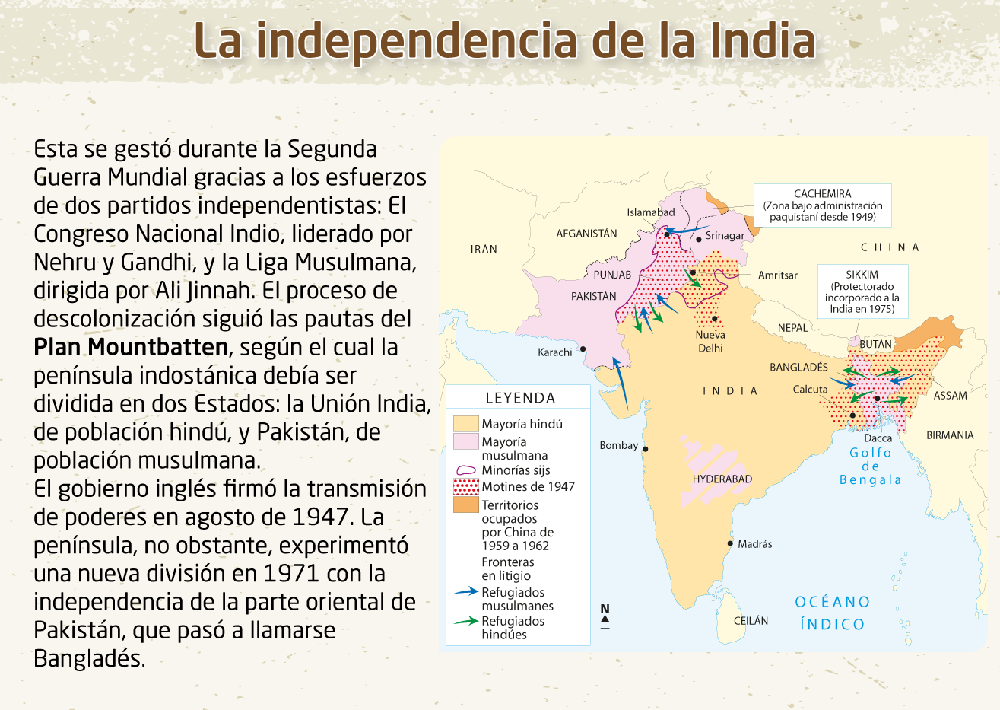 La independencia de la India
Esta se gestó durante la Segunda
Guerra Mundial gracias a los esfuerzos
de dos partidos independentistas: El
Congreso Nacional Indio, liderado por
Nehru y Gandhi, y la Liga Musulmana,
dirigida por Ali Jinnah. El proceso de
descolonización siguió las pautas del
Plan Mountbatten, según el cual la
península indostánica debía ser
dividida en dos Estados: la Unión India,
de población hindú, y Pakistán, de
población musulmana.
El gobierno inglés firmó la transmisión
de poderes en agosto de 1947. La
península, no obstante, experimentó
una nueva división en 1971 con la
independencia de la parte oriental de
Pakistán, que pasó a llamarse
Bangladés.
CACHEMIRA
(Zona bajo administración
paquistaní desde 1949)
Islamabad
AFGANISTÁN
Srinagar
IRAN
CHINA
PUNJAB
Amritsar
SIKKIM
(Protectorado
incorporado a la
India en 1975)
PAKISTÁN
NEPAL
Nueva
Delhi
BUTÁN
Karachi
BANGLADÉS
INDIA
Calcuta
ASSAM
BIRMANIA
Dacca
Golfo
de
Bengala
Bombay
HYDERABAD
Madrás
OCÉANO
ÍNDICO
CEILÁN
N
LEYENDA
Mayoría hindú
Mayoría
musulmana
Minorías sijs
Motines de 1947
Territorios
ocupados
por China de
1959 a 1962
Fronteras
en litigio
Refugiados
musulmanes
Refugiados
hindúes